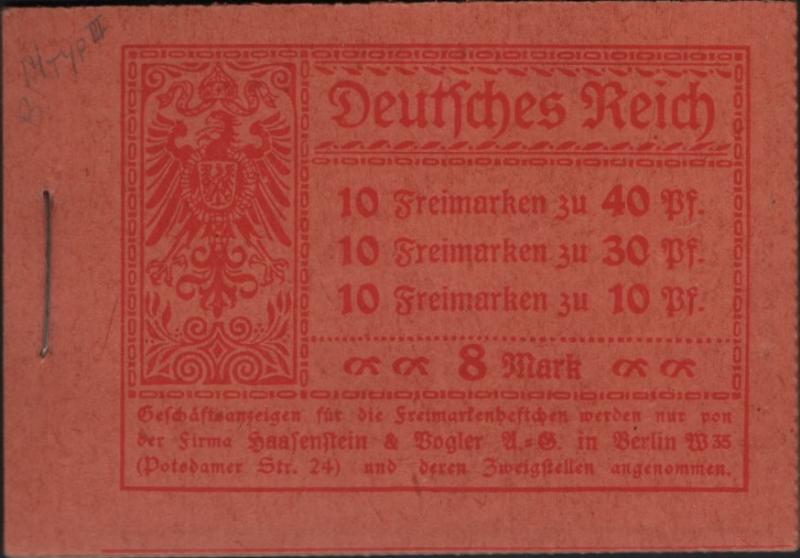 Deutsches Reich
10 Freimarken zu 40 Pf.
10 Freimarken zu 30 Pf.
10 Freimarken zu 10 Pf.
8 Mark
Geschäftsanzeigen für die Freimarkenheftchen werden nur von
der Firma Haasenstein & Vogler A.=G. in Berlin W 35
(Potsdamer Str. 24) und deren Zweigstellen angenommen.